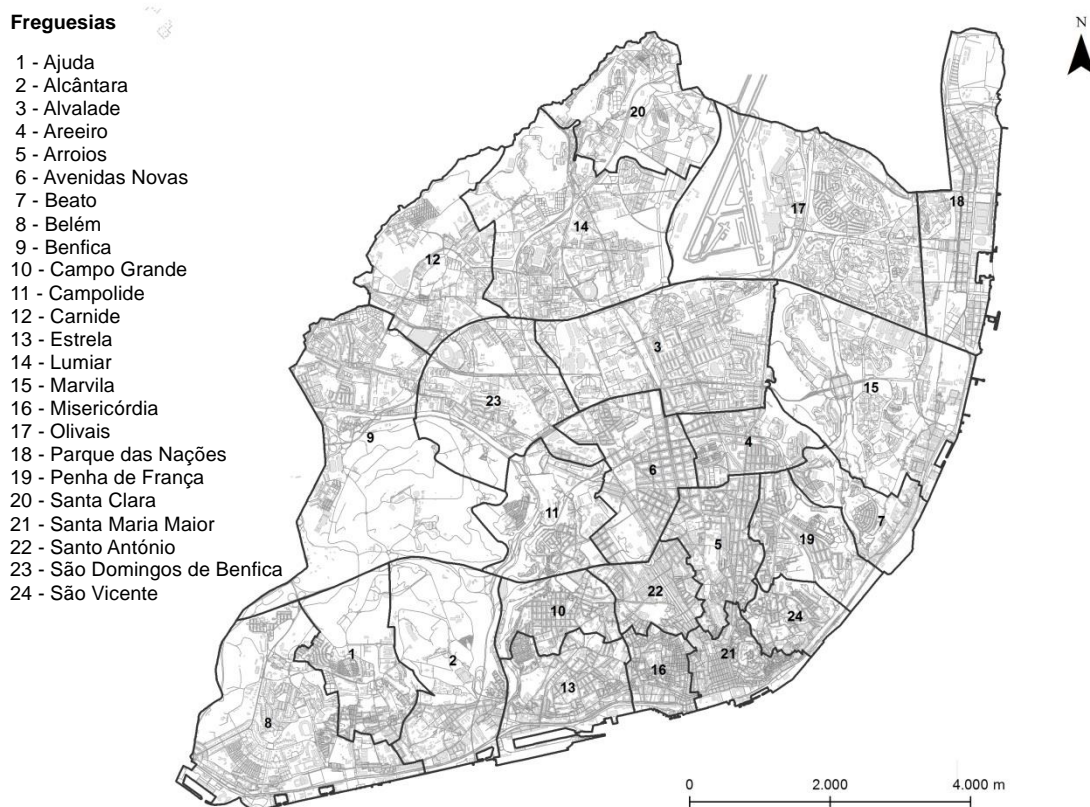 Freguesias
1 - Ajuda
2 - Alcântara
3 - Alvalade
4 - Areeiro
5 - Arroios
6 - Avenidas Novas
7 - Beato
8 - Belém
9 - Benfica
10 - Campo Grande
11 - Campolide
12 - Carnide
13 - Estrela
14 - Lumiar
15 - Marvila
16 - Misericórdia
17 - Olivais
18 - Parque das Nações
19 - Penha de França
20 - Santa Clara
21 - Santa Maria Maior
22 - Santo António
23 - São Domingos de Benfica
24 - São Vicente
N
20
18
17
14
12
3
15
23
9
4
6
11
7
5
19
22
10
24
1
2
21
16
13
8
0 2.000 4.000 m